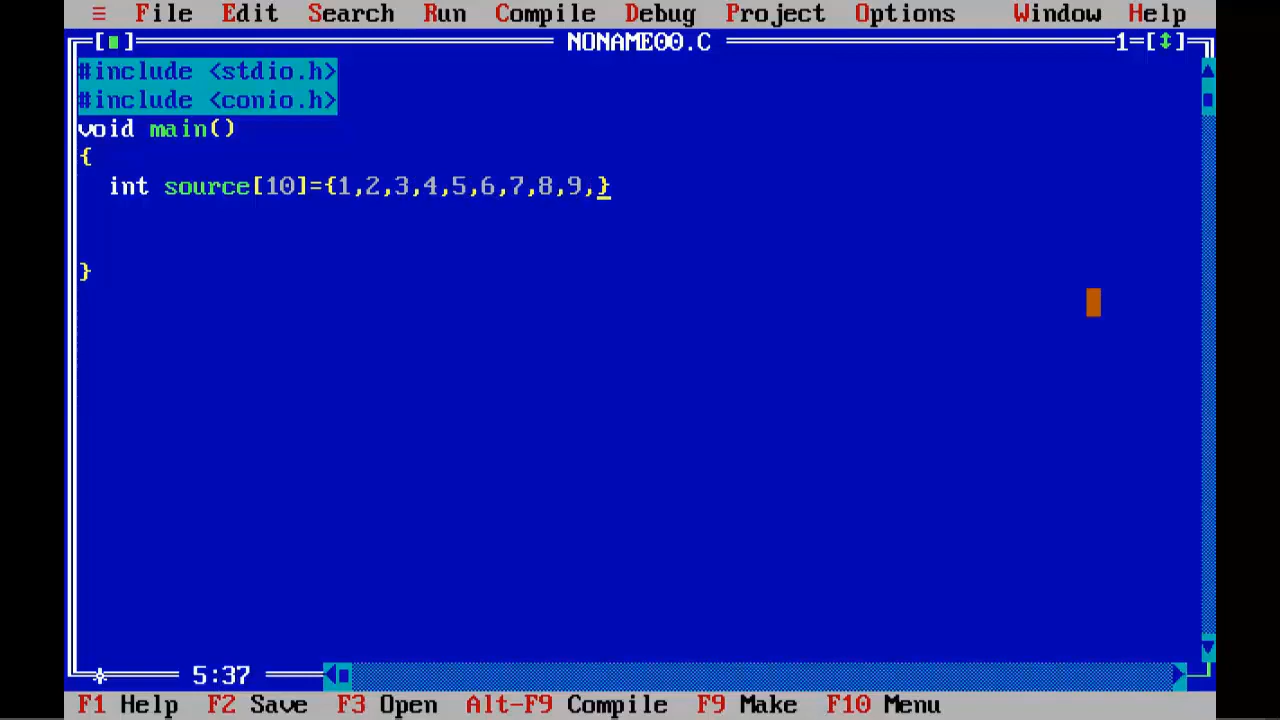 ≡ File Edit Search Run Compile Debug Project Options Window Help
[■] NONAME00.C 1=[↕]
#include <stdio.h>
#include <conio.h>
void main()
{
int source[10]={1,2,3,4,5,6,7,8,9,}
}
5:37
F1 Help F2 Save F3 Open Alt-F9 Compile F9 Make F10 Menu